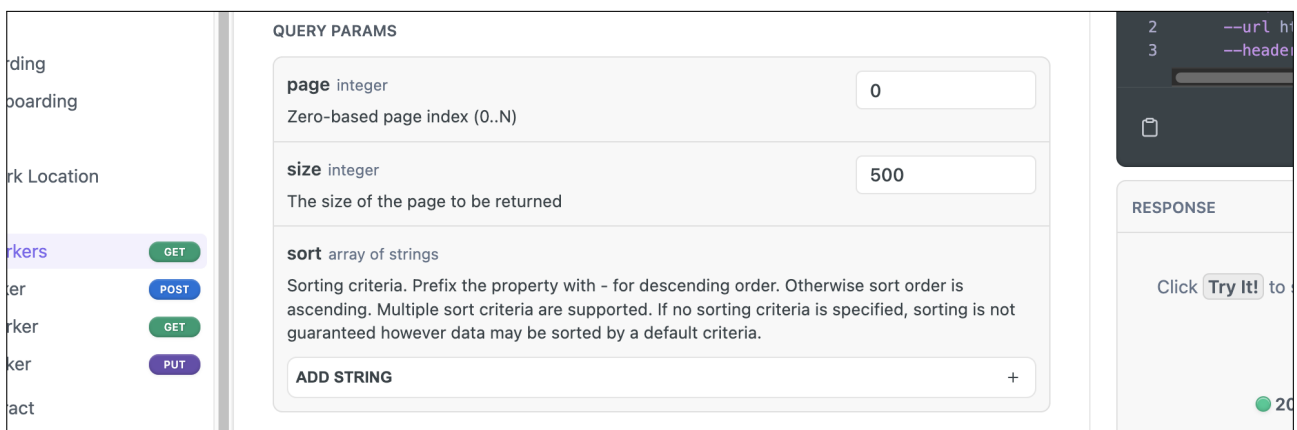 QUERY PARAMS
page integer
0
Zero-based page index (0..N)
size integer
500
The size of the page to be returned
sort array of strings
Sorting criteria. Prefix the property with - for descending order. Otherwise sort order is
ascending. Multiple sort criteria are supported. If no sorting criteria is specified, sorting is not
guaranteed however data may be sorted by a default criteria.
ADD STRING +
rding
boarding
rk Location
rkers GET
er POST
rker GET
ker PUT
ract
2 --url ht
3 --header
RESPONSE
Click Try It! to
20